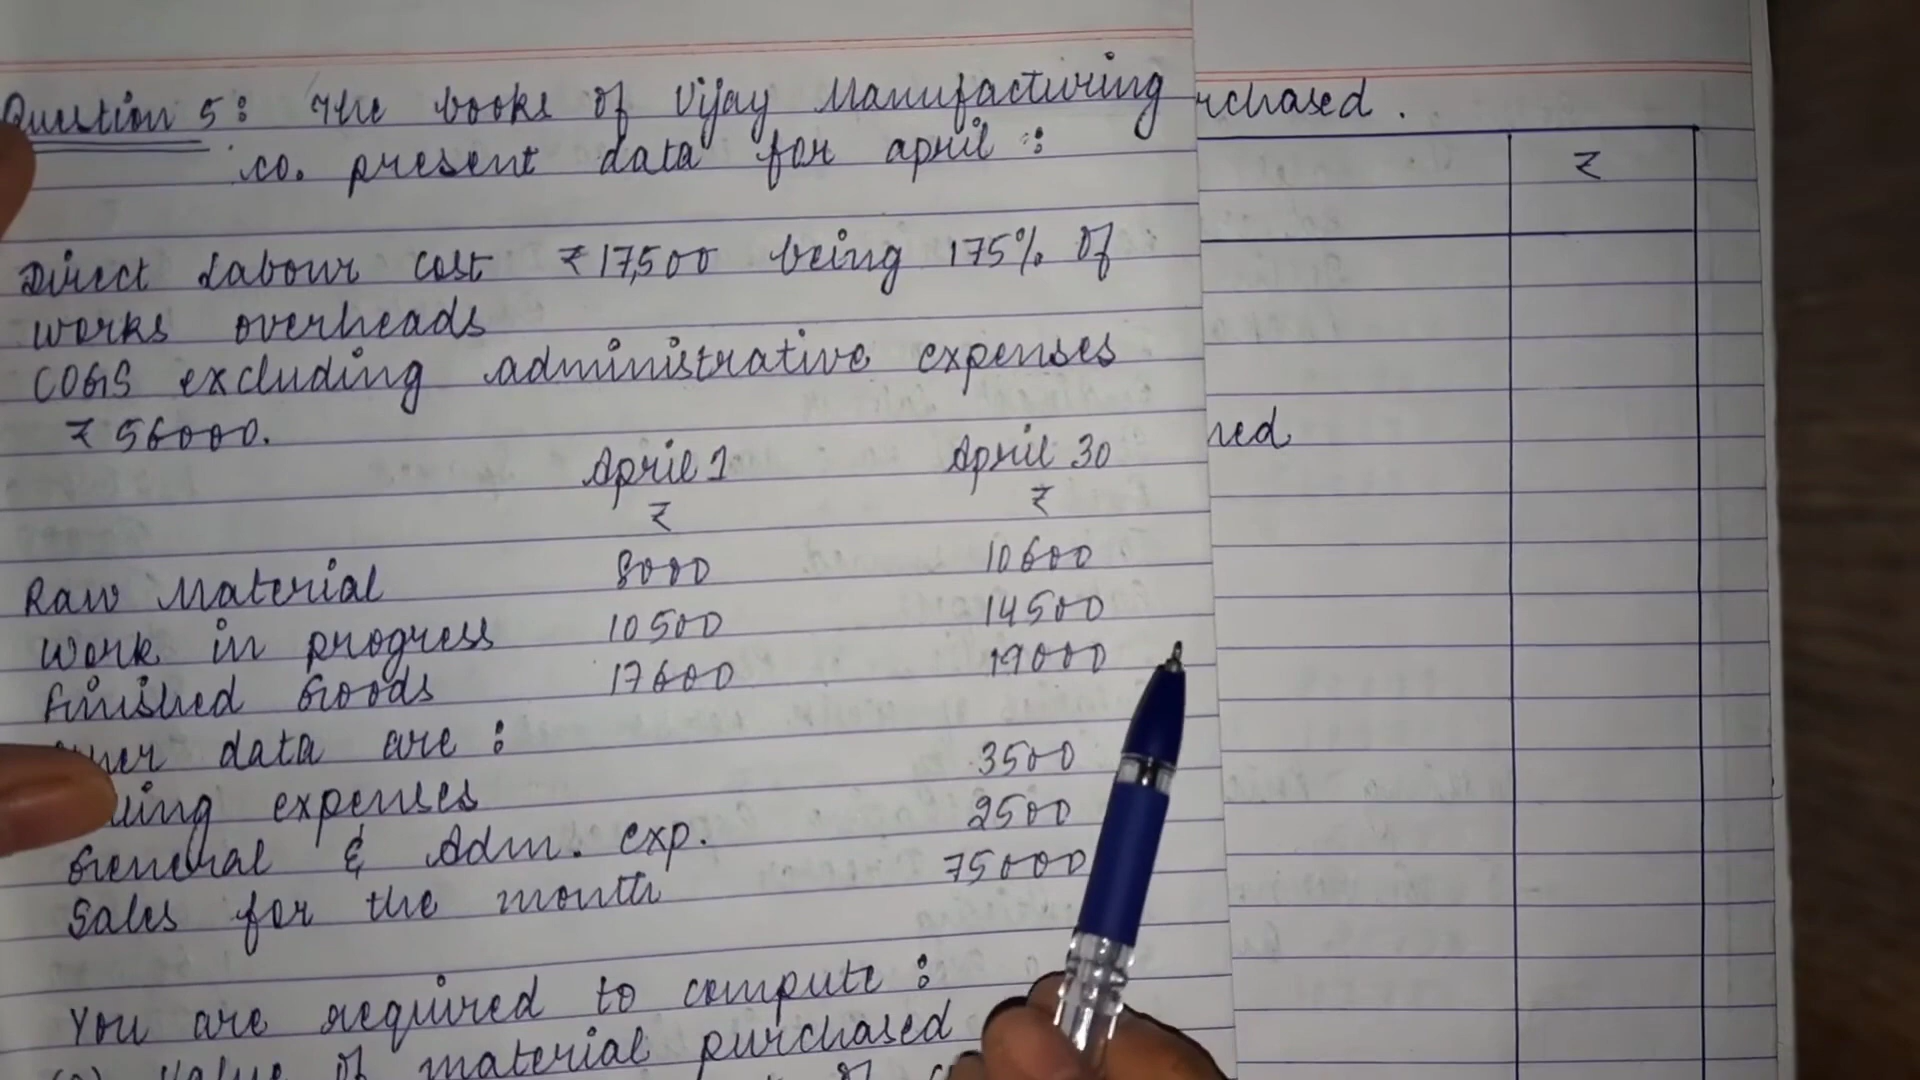 Question 5: The books of Vijay Manufacturing
co. present data for april :
Direct Labour cost ₹17,500 being 175% of
works overheads
COGS excluding administrative expenses
₹ 56000.
April 1 April 30
₹ ₹
Raw Material 8000 10600
Work in progress 10500 14500
Finished Goods 17600 19000
data are :
expenses 3500
General & Adm. exp. 2500
Sales for the month 75000
You are required to compute :
value of material purchased
rchased.
₹
ned